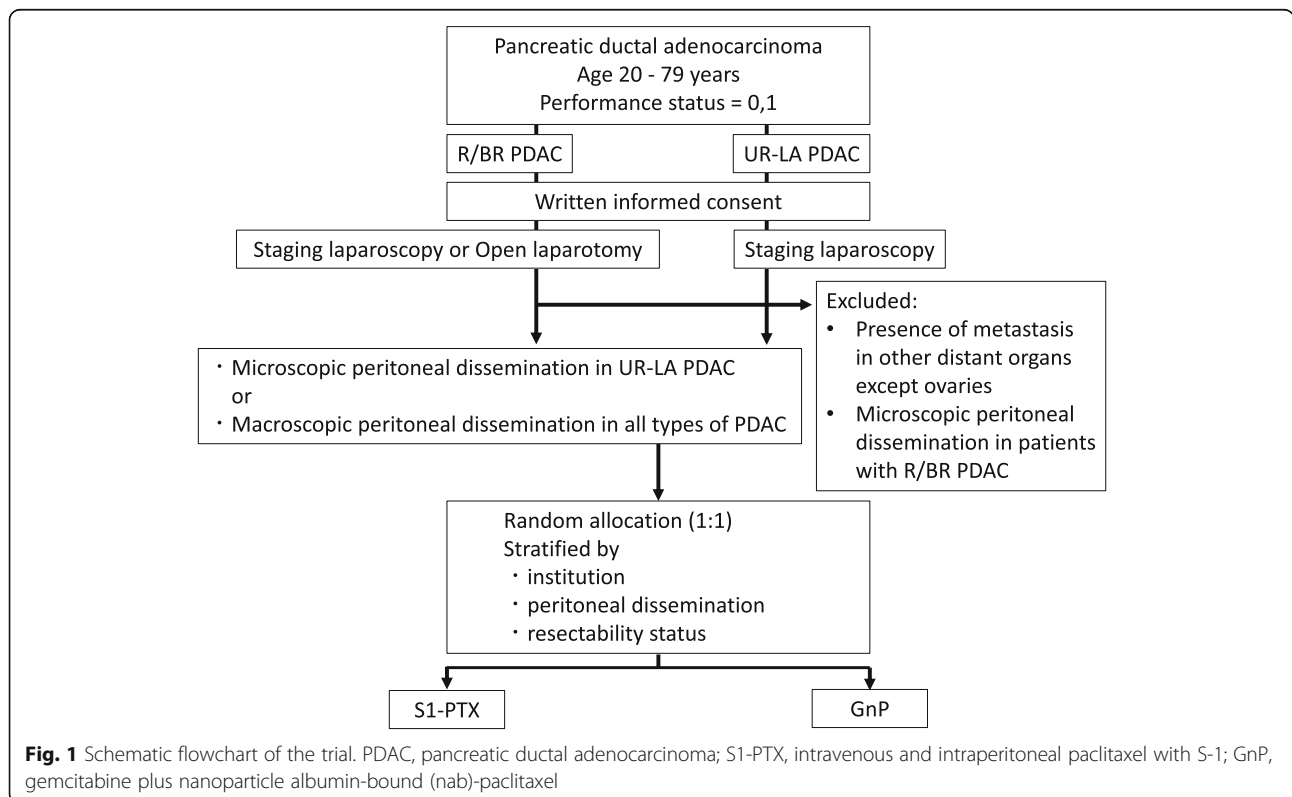 Pancreatic ductal adenocarcinoma
Age 20 - 79 years
Performance status = 0,1
R/BR PDAC
UR-LA PDAC
Written informed consent
Staging laparoscopy or Open laparotomy
Staging laparoscopy
Excluded:
• Presence of metastasis
in other distant organs
except ovaries
• Microscopic peritoneal
dissemination in patients
with R/BR PDAC
・Microscopic peritoneal dissemination in UR-LA PDAC
or
・Macroscopic peritoneal dissemination in all types of PDAC
Random allocation (1:1)
Stratified by
・institution
・peritoneal dissemination
・resectability status
S1-PTX
GnP
Fig. 1 Schematic flowchart of the trial. PDAC, pancreatic ductal adenocarcinoma; S1-PTX, intravenous and intraperitoneal paclitaxel with S-1; GnP,
gemcitabine plus nanoparticle albumin-bound (nab)-paclitaxel